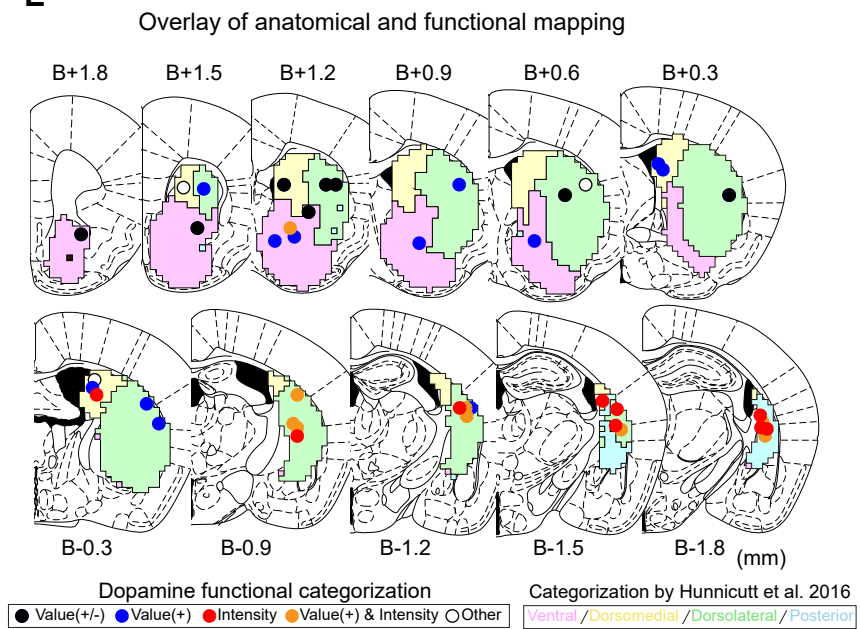 E
Overlay of anatomical and functional mapping
B+1.8 B+1.5 B+1.2 B+0.9 B+0.6 B+0.3
B-0.3 B-0.9 B-1.2 B-1.5 B-1.8 (mm)
Dopamine functional categorization
Value(+/-) Value(+) Intensity Value(+) & Intensity Other
Categorization by Hunnicutt et al. 2016
Ventral / Dorsomedial / Dorsolateral / Posterior